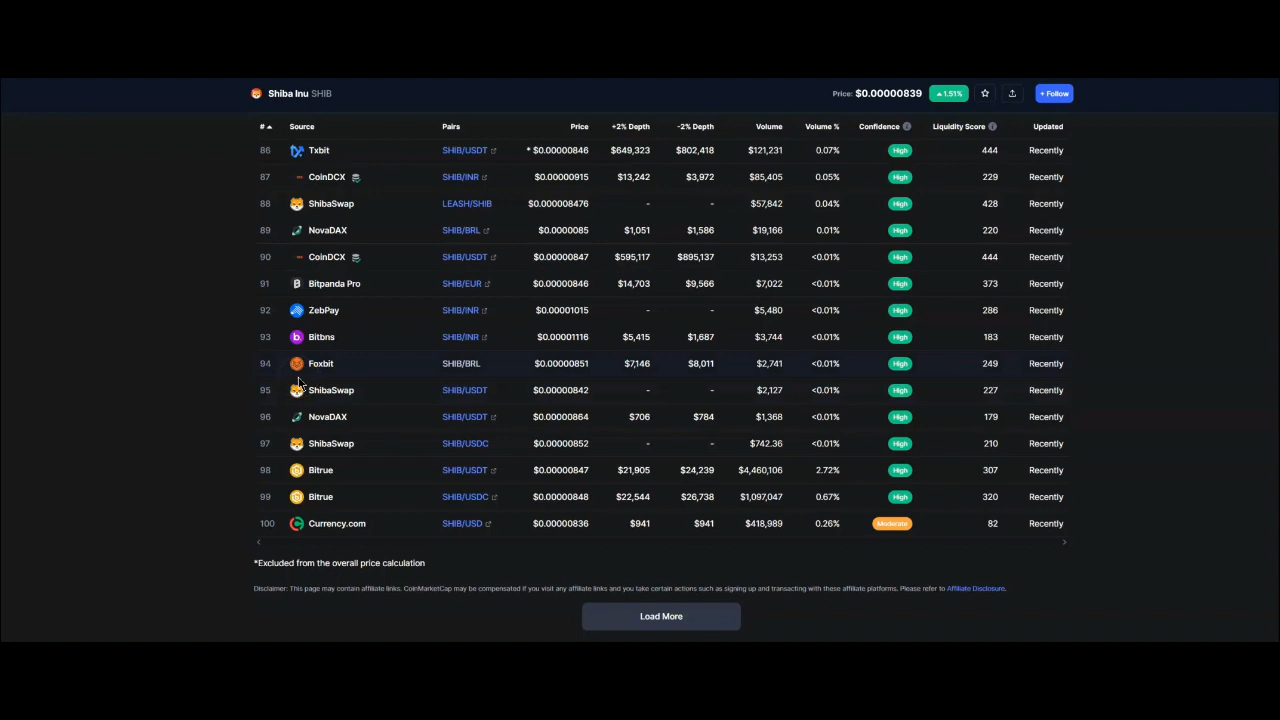 Shiba Inu SHIB Price: $0.00000839 1.51% + Follow
# Source Pairs Price +2% Depth -2% Depth Volume Volume % Confidence Liquidity Score Updated
86 Txbit SHIB/USDT * $0.00000846 $649,323 $802,418 $121,231 0.07% High 444 Recently
87 CoinDCX SHIB/INR $0.00000915 $13,242 $3,972 $85,405 0.05% High 229 Recently
88 ShibaSwap LEASH/SHIB $0.000008476 - - $57,842 0.04% High 428 Recently
89 NovaDAX SHIB/BRL $0.0000085 $1,051 $1,586 $19,166 0.01% High 220 Recently
90 CoinDCX SHIB/USDT $0.00000847 $595,117 $895,137 $13,253 <0.01% High 444 Recently
91 Bitpanda Pro SHIB/EUR $0.00000846 $14,703 $9,566 $7,022 <0.01% High 373 Recently
92 ZebPay SHIB/INR $0.00001015 - - $5,480 <0.01% High 286 Recently
93 Bitbns SHIB/INR $0.00001116 $5,415 $1,687 $3,744 <0.01% High 183 Recently
94 Foxbit SHIB/BRL $0.00000851 $7,146 $8,011 $2,741 <0.01% High 249 Recently
95 ShibaSwap SHIB/USDT $0.00000842 - - $2,127 <0.01% High 227 Recently
96 NovaDAX SHIB/USDT $0.00000864 $706 $784 $1,368 <0.01% High 179 Recently
97 ShibaSwap SHIB/USDC $0.00000852 - - $742.36 <0.01% High 210 Recently
98 Bitrue SHIB/USDT $0.00000847 $21,905 $24,239 $4,460,106 2.72% High 307 Recently
99 Bitrue SHIB/USDC $0.00000848 $22,544 $26,738 $1,097,047 0.67% High 320 Recently
100 Currency.com SHIB/USD $0.00000836 $941 $941 $418,989 0.26% Moderate 82 Recently
*Excluded from the overall price calculation
Disclaimer: This page may contain affiliate links. CoinMarketCap may be compensated if you visit any affiliate links and you take certain actions such as signing up and transacting with these affiliate platforms. Please refer to Affiliate Disclosure.
Load More